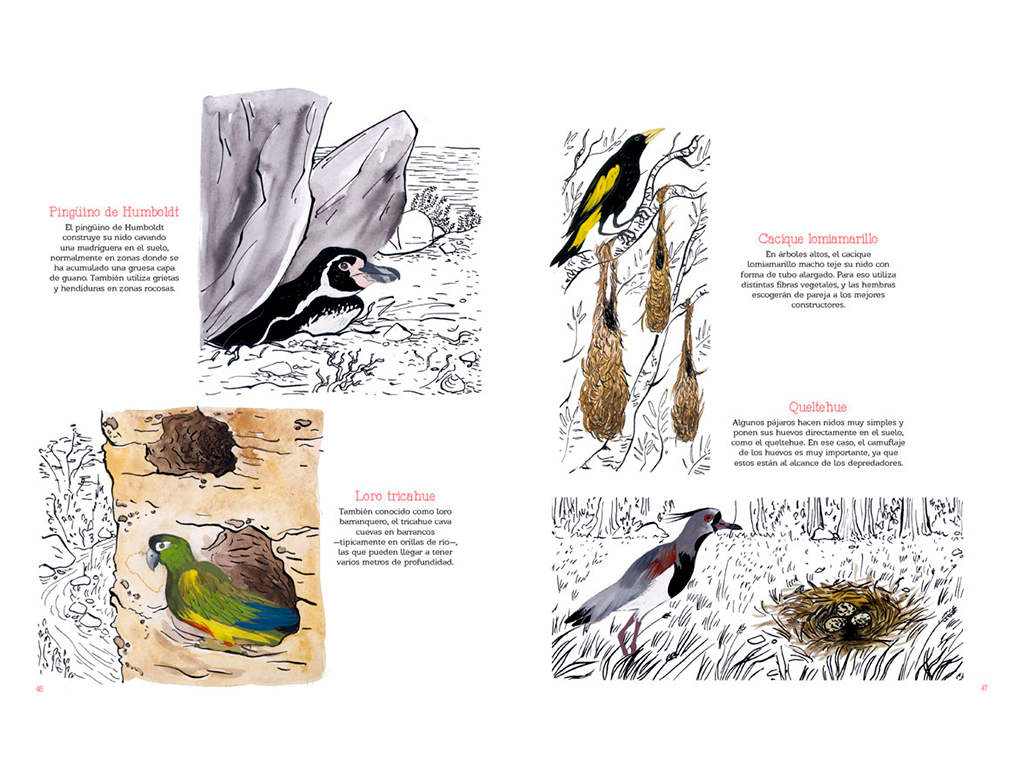 Pingüino de Humboldt
El pingüino de Humboldt
construye su nido cavando
una madriguera en el suelo,
normalmente en zonas donde se
ha acumulado una gruesa capa
de guano. También utiliza grietas
y hendiduras en zonas rocosas.
Loro tricahue
También conocido como loro
barranquero, el tricahue cava
cuevas en barrancos
—típicamente en orillas de río—,
las que pueden llegar a tener
varios metros de profundidad.
46
Cacique lomiamarillo
En árboles altos, el cacique
lomiamarillo macho teje su nido con
forma de tubo alargado. Para eso utiliza
distintas fibras vegetales, y las hembras
escogerán de pareja a los mejores
constructores.
Queltehue
Algunos pájaros hacen nidos muy simples y
ponen sus huevos directamente en el suelo,
como el queltehue. En ese caso, el camuflaje
de los huevos es muy importante, ya que
estos están al alcance de los depredadores.
47